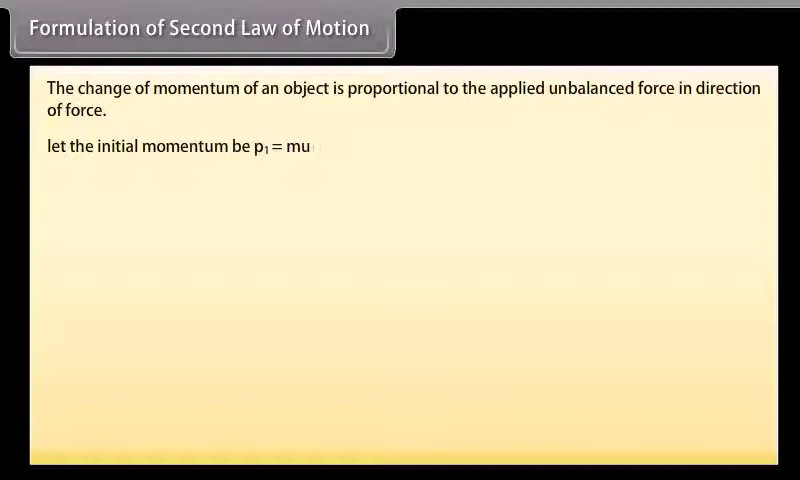 Formulation of Second Law of Motion
The change of momentum of an object is proportional to the applied unbalanced force in direction
of force.
let the initial momentum be p₁ = mu